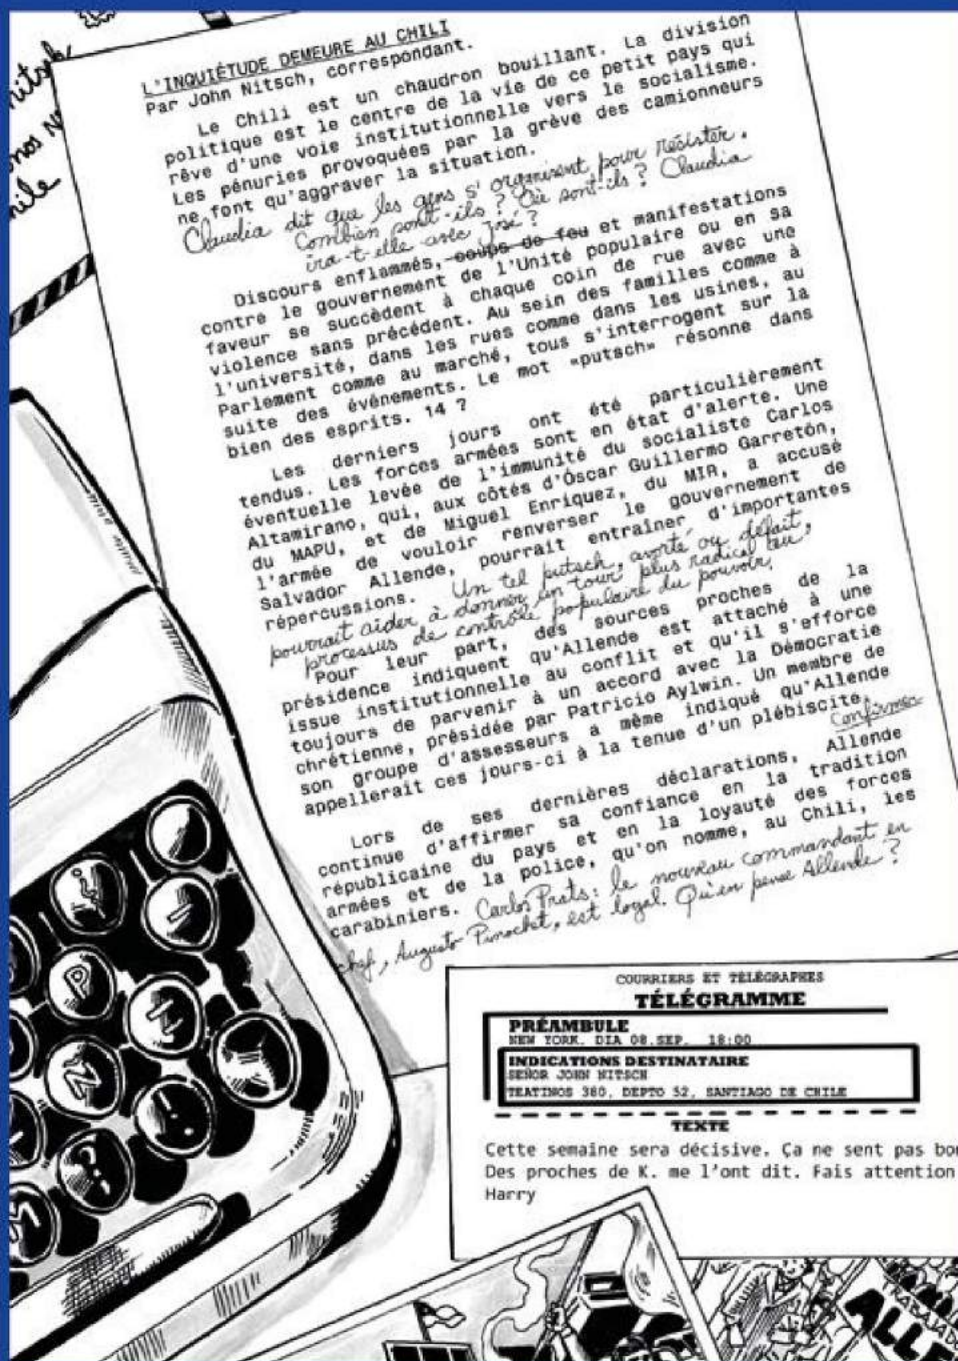 nitsch
nile
L'INQUIÉTUDE DEMEURE AU CHILI
Par John Nitsch, correspondant.
Le Chili est un chaudron bouillant. La division
politique est le centre de la vie de ce petit pays qui
rêve d'une voie institutionnelle vers le socialisme.
Les pénuries provoquées par la grève des camionneurs
ne font qu'aggraver la situation.
Claudia dit que les gens s'organisent pour résister.
Combien sont-ils ? Où sont-ils ? Claudia
ira-t-elle avec José ?
Discours enflammés, coups de feu et manifestations
contre le gouvernement de l'Unité populaire ou en sa
faveur se succèdent à chaque coin de rue avec une
violence sans précédent. Au sein des familles comme à
l'université, dans les rues comme dans les usines, au
Parlement comme au marché, tous s'interrogent sur la
suite des événements. Le mot «putsch» résonne dans
bien des esprits. 14 ?
Les derniers jours ont été particulièrement
tendus. Les forces armées sont en état d'alerte. Une
éventuelle levée de l'immunité du socialiste Carlos
Altamirano, qui, aux côtés d'Óscar Guillermo Garretón,
du MAPU, et de Miguel Enriquez, du MIR, a accusé
l'armée de vouloir renverser le gouvernement de
Salvador Allende, pourrait entraîner d'importantes
répercussions. Un tel putsch, avorté ou défait,
pourrait aider à donner un tour plus radical au
processus de contrôle populaire du pouvoir.
Pour leur part, des sources proches de la
présidence indiquent qu'Allende est attaché à une
issue institutionnelle au conflit et qu'il s'efforce
toujours de parvenir à un accord avec la Démocratie
chrétienne, présidée par Patricio Aylwin. Un membre de
son groupe d'assesseurs a même indiqué qu'Allende
appellerait ces jours-ci à la tenue d'un plébiscite.
Confirmer
Lors de ses dernières déclarations, Allende
continue d'affirmer sa confiance en la tradition
républicaine du pays et en la loyauté des forces
armées et de la police, qu'on nomme, au Chili, les
carabiniers. Carlos Prats : le nouveau commandant en
chef, Augusto Pinochet, est loyal. Qu'en pense Allende ?
COURRIERS ET TÉLÉGRAPHES
TÉLÉGRAMME
PRÉAMBULE
NEW YORK. DIA 08.SEP. 18:00
INDICATIONS DESTINATAIRE
SEÑOR JOHN NITSCH
TEATINOS 380, DEPTO 52, SANTIAGO DE CHILE
TEXTE
Cette semaine sera décisive. Ça ne sent pas bon
Des proches de K. me l'ont dit. Fais attention
Harry
P
Z
N
M
ALLE